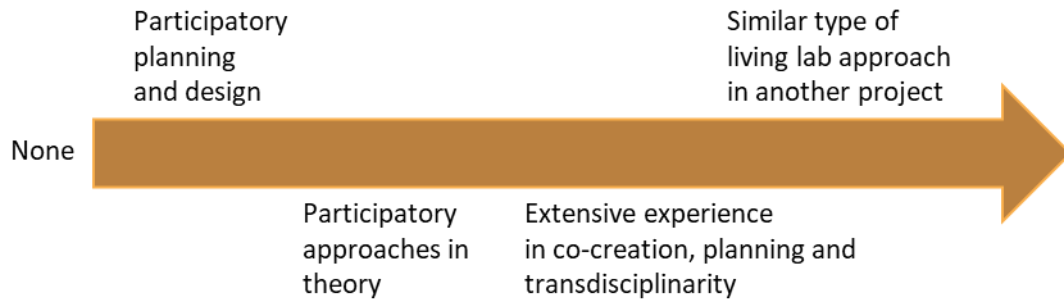 Participatory
planning
and design
Similar type of
living lab approach
in another project
None
Participatory
approaches in
theory
Extensive experience
in co-creation, planning and
transdisciplinarity